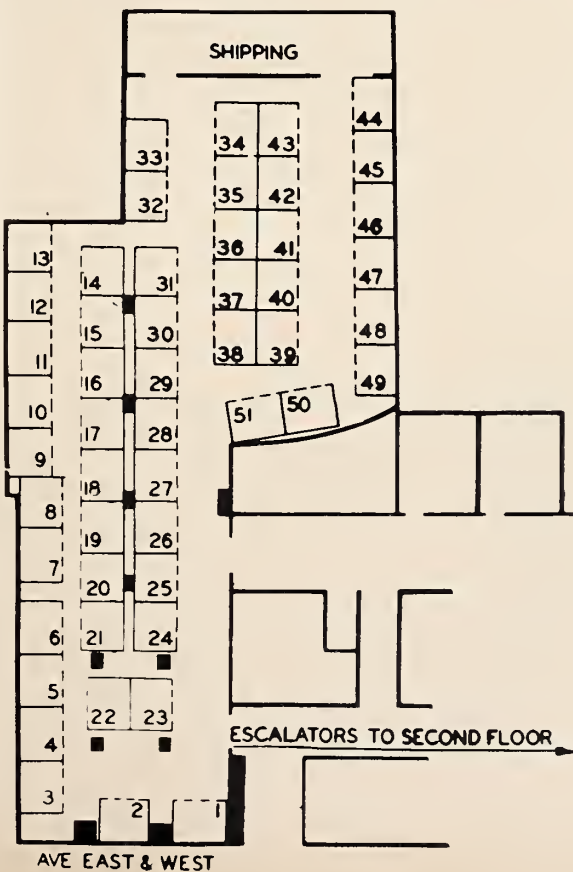 SHIPPING
34 43 44
33 35 42 45
32 36 41 46
13 14 31 37 40 47
12 15 30 38 39 48
11 16 29 49
10 17 28 51 50
9 18 27
8 19 26
7 20 25
6 21 24
5 22 23
4 ESCALATORS TO SECOND FLOOR
3 2 1
AVE EAST & WEST